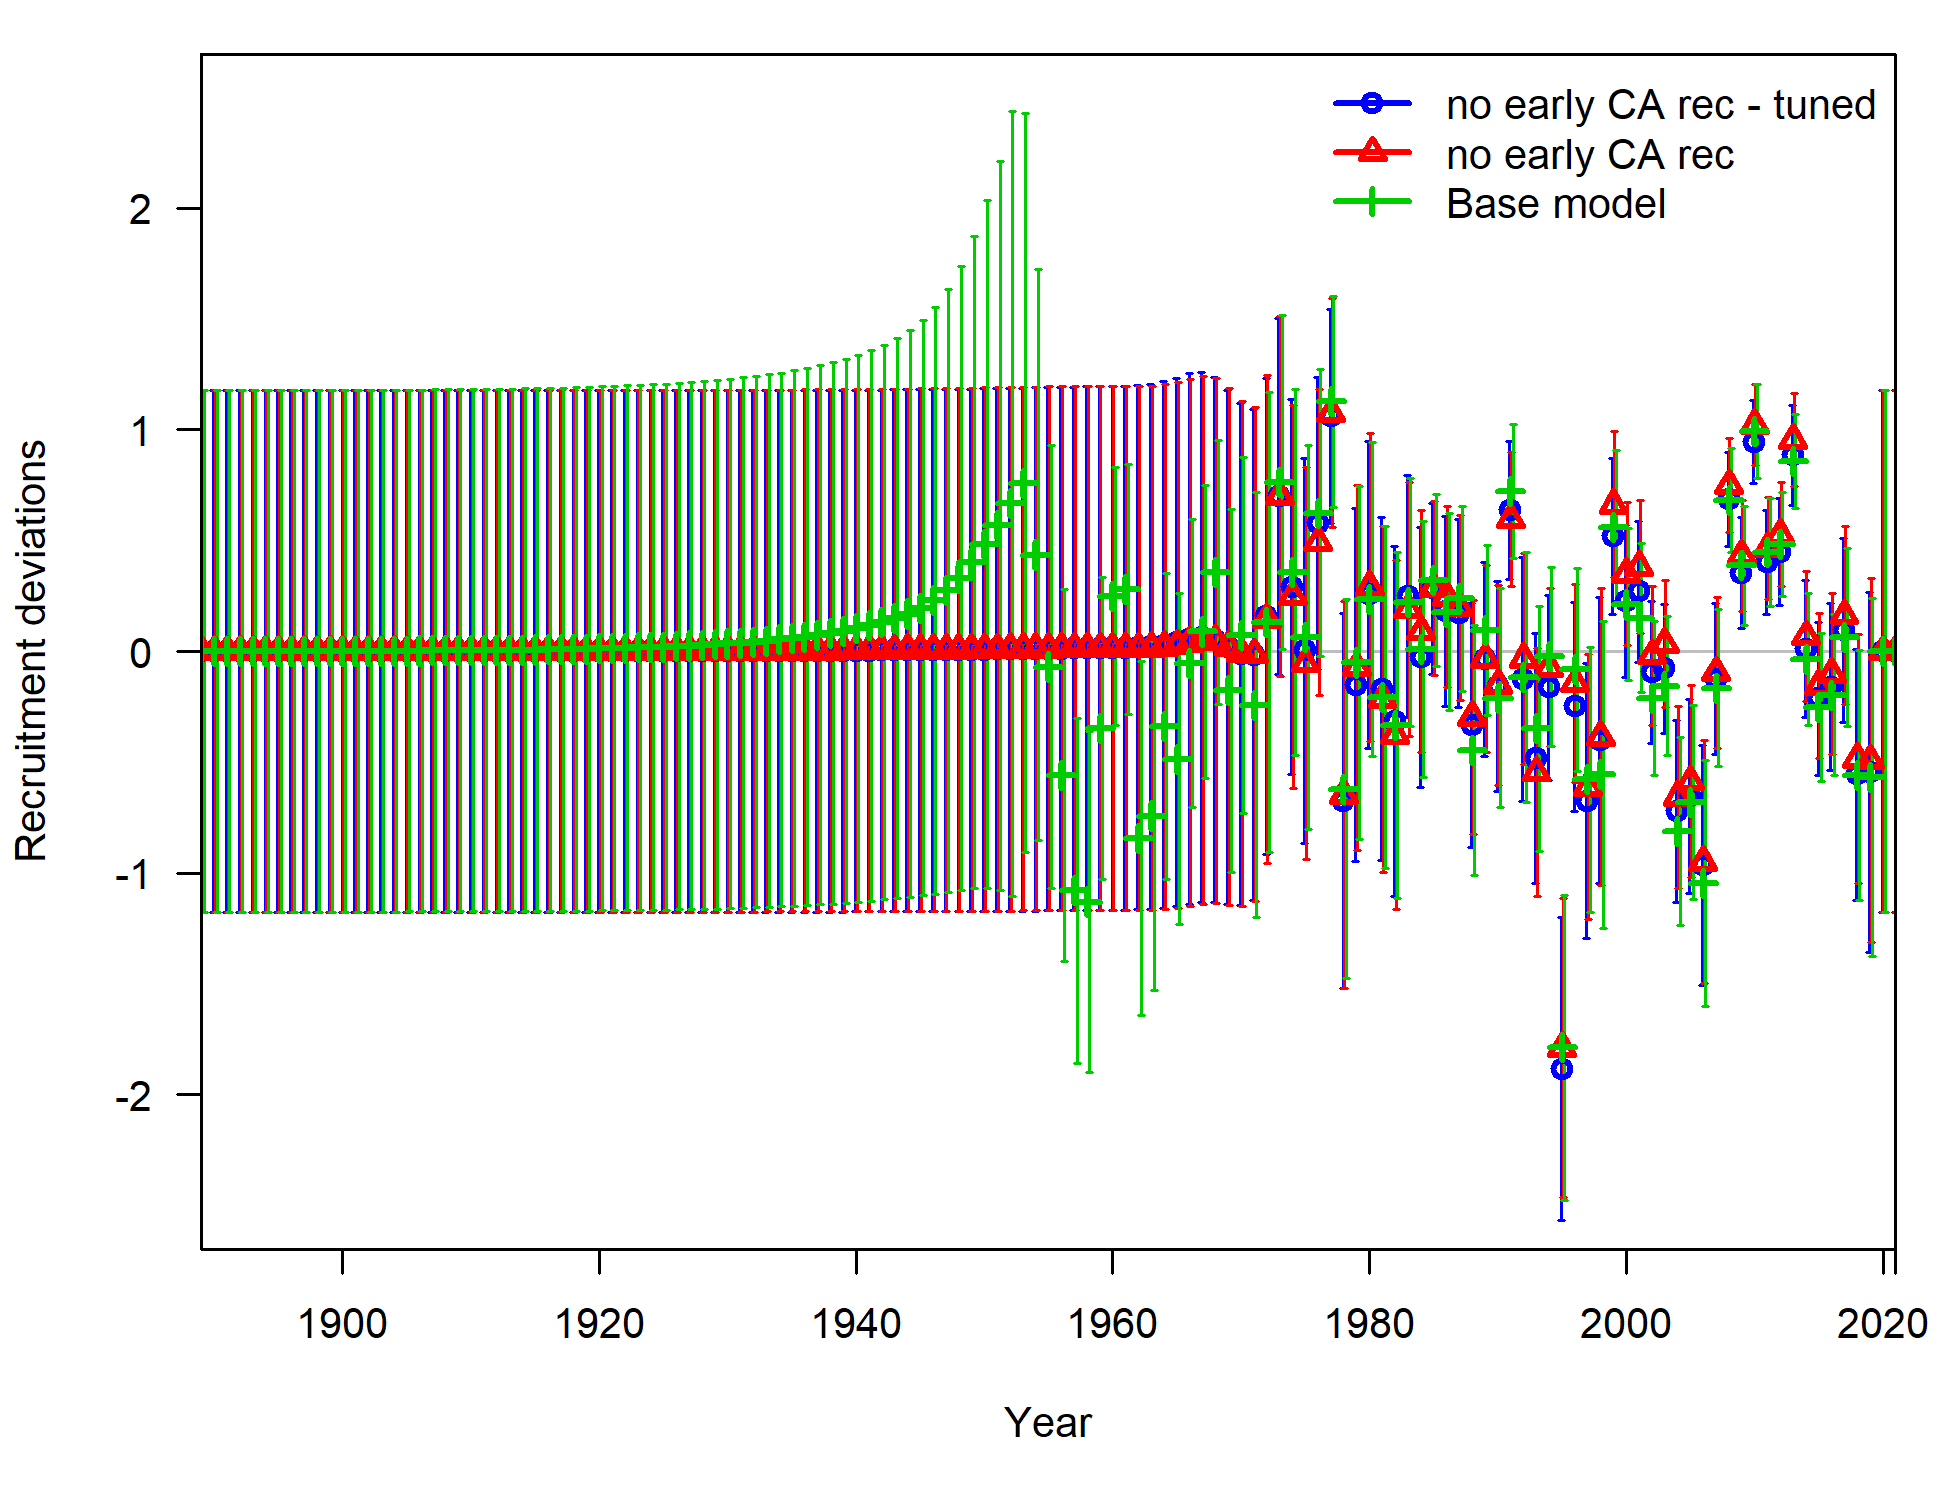 no early CA rec - tuned
no early CA rec
Base model
Recruitment deviations
2
1
0
-1
-2
1900 1920 1940 1960 1980 2000 2020
Year